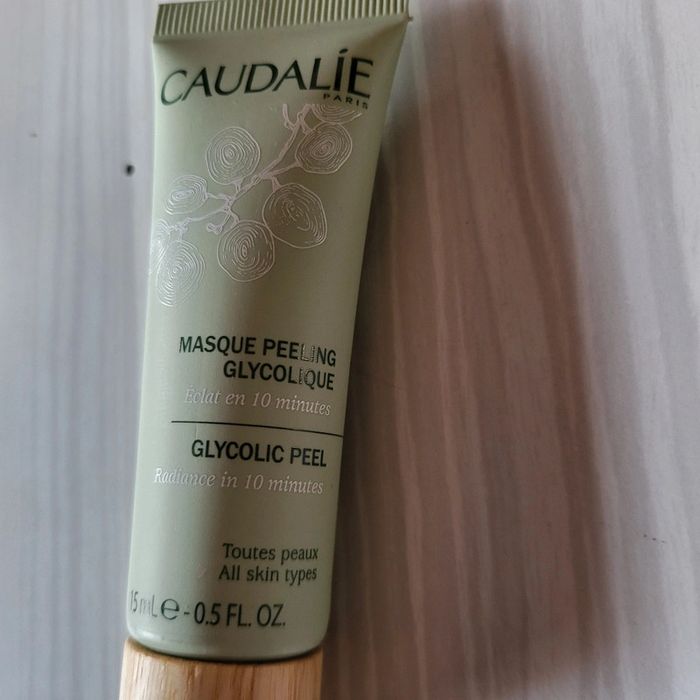 CAUDALÍE
PARIS
MASQUE PEELING
GLYCOLIQUE
Éclat en 10 minutes
GLYCOLIC PEEL
Radiance in 10 minutes
Toutes peaux
All skin types
15 mL e - 0.5 FL. OZ.